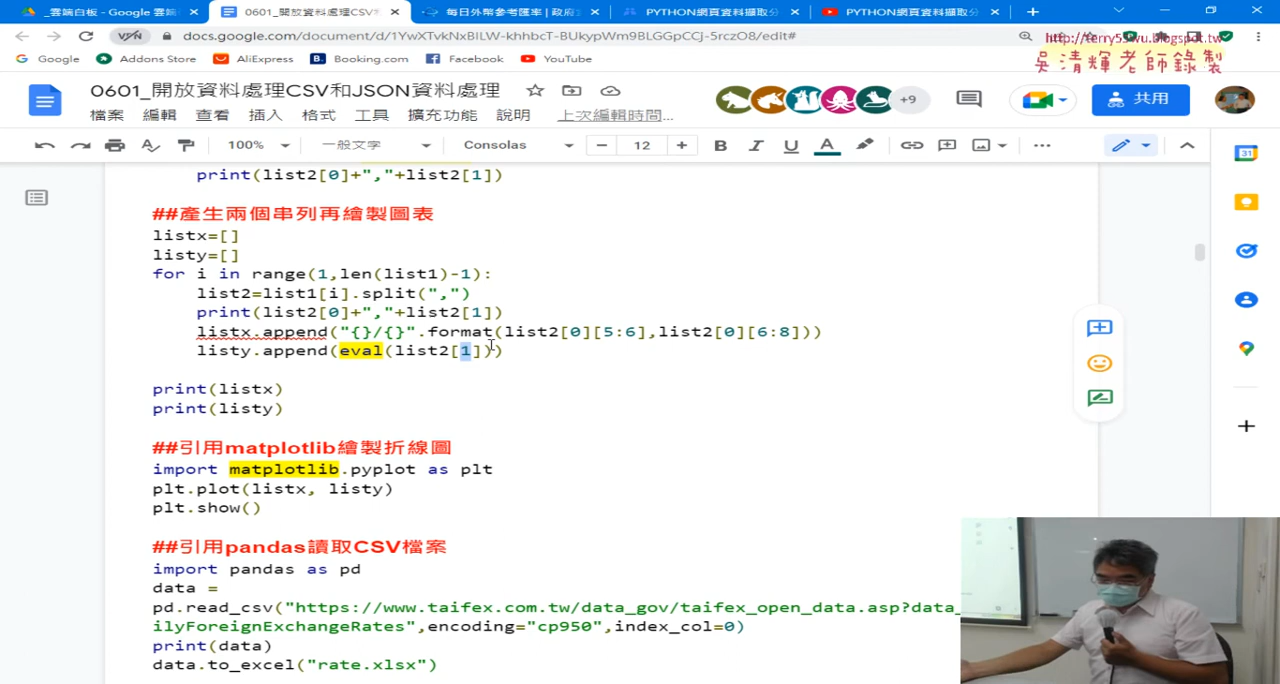 _雲端白板 - Google 雲端
0601_開放資料處理CSV
每日外幣參考匯率 | 政府
PYTHON網頁資料擷取分
PYTHON網頁資料擷取分
VPN
docs.google.com/document/d/1YwXTvkNxBILW-khhbcT-BUkypWm9BLGGpCCj-5rczO8/edit#
http://terry55wu.blogspot.tw
吳清輝老師錄製
Google
Addons Store
AliExpress
Booking.com
Facebook
YouTube
0601_開放資料處理CSV和JSON資料處理
+9
共用
檔案 編輯 查看 插入 格式 工具 擴充功能 說明 上次編輯時間...
100% 一般文字 Consolas 12 B I U A
print(list2[0]+","+list2[1])
##產生兩個串列再繪製圖表
listx=[]
listy=[]
for i in range(1,len(list1)-1):
list2=list1[i].split(",")
print(list2[0]+","+list2[1])
listx.append("{}/{}".format(list2[0][5:6],list2[0][6:8]))
listy.append(eval(list2[1]))
print(listx)
print(listy)
##引用matplotlib繪製折線圖
import matplotlib.pyplot as plt
plt.plot(listx, listy)
plt.show()
##引用pandas讀取CSV檔案
import pandas as pd
data =
pd.read_csv("https://www.taifex.com.tw/data_gov/taifex_open_data.asp?data_
ilyForeignExchangeRates",encoding="cp950",index_col=0)
print(data)
data.to_excel("rate.xlsx")
31